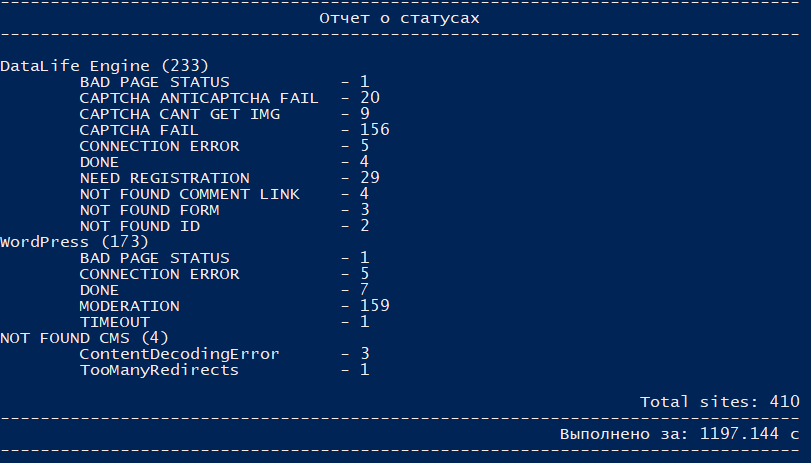 --------------------------------------------------------------------------------
Отчет о статусах
--------------------------------------------------------------------------------
DataLife Engine (233)
        BAD PAGE STATUS           - 1
        CAPTCHA ANTICAPTCHA FAIL  - 20
        CAPTCHA CANT GET IMG      - 9
        CAPTCHA FAIL              - 156
        CONNECTION ERROR          - 5
        DONE                      - 4
        NEED REGISTRATION         - 29
        NOT FOUND COMMENT LINK    - 4
        NOT FOUND FORM            - 3
        NOT FOUND ID              - 2
WordPress (173)
        BAD PAGE STATUS           - 1
        CONNECTION ERROR          - 5
        DONE                      - 7
        MODERATION                - 159
        TIMEOUT                   - 1
NOT FOUND CMS (4)
        ContentDecodingError      - 3
        TooManyRedirects          - 1
Total sites: 410
--------------------------------------------------------------------------------
Выполнено за: 1197.144 с
--------------------------------------------------------------------------------